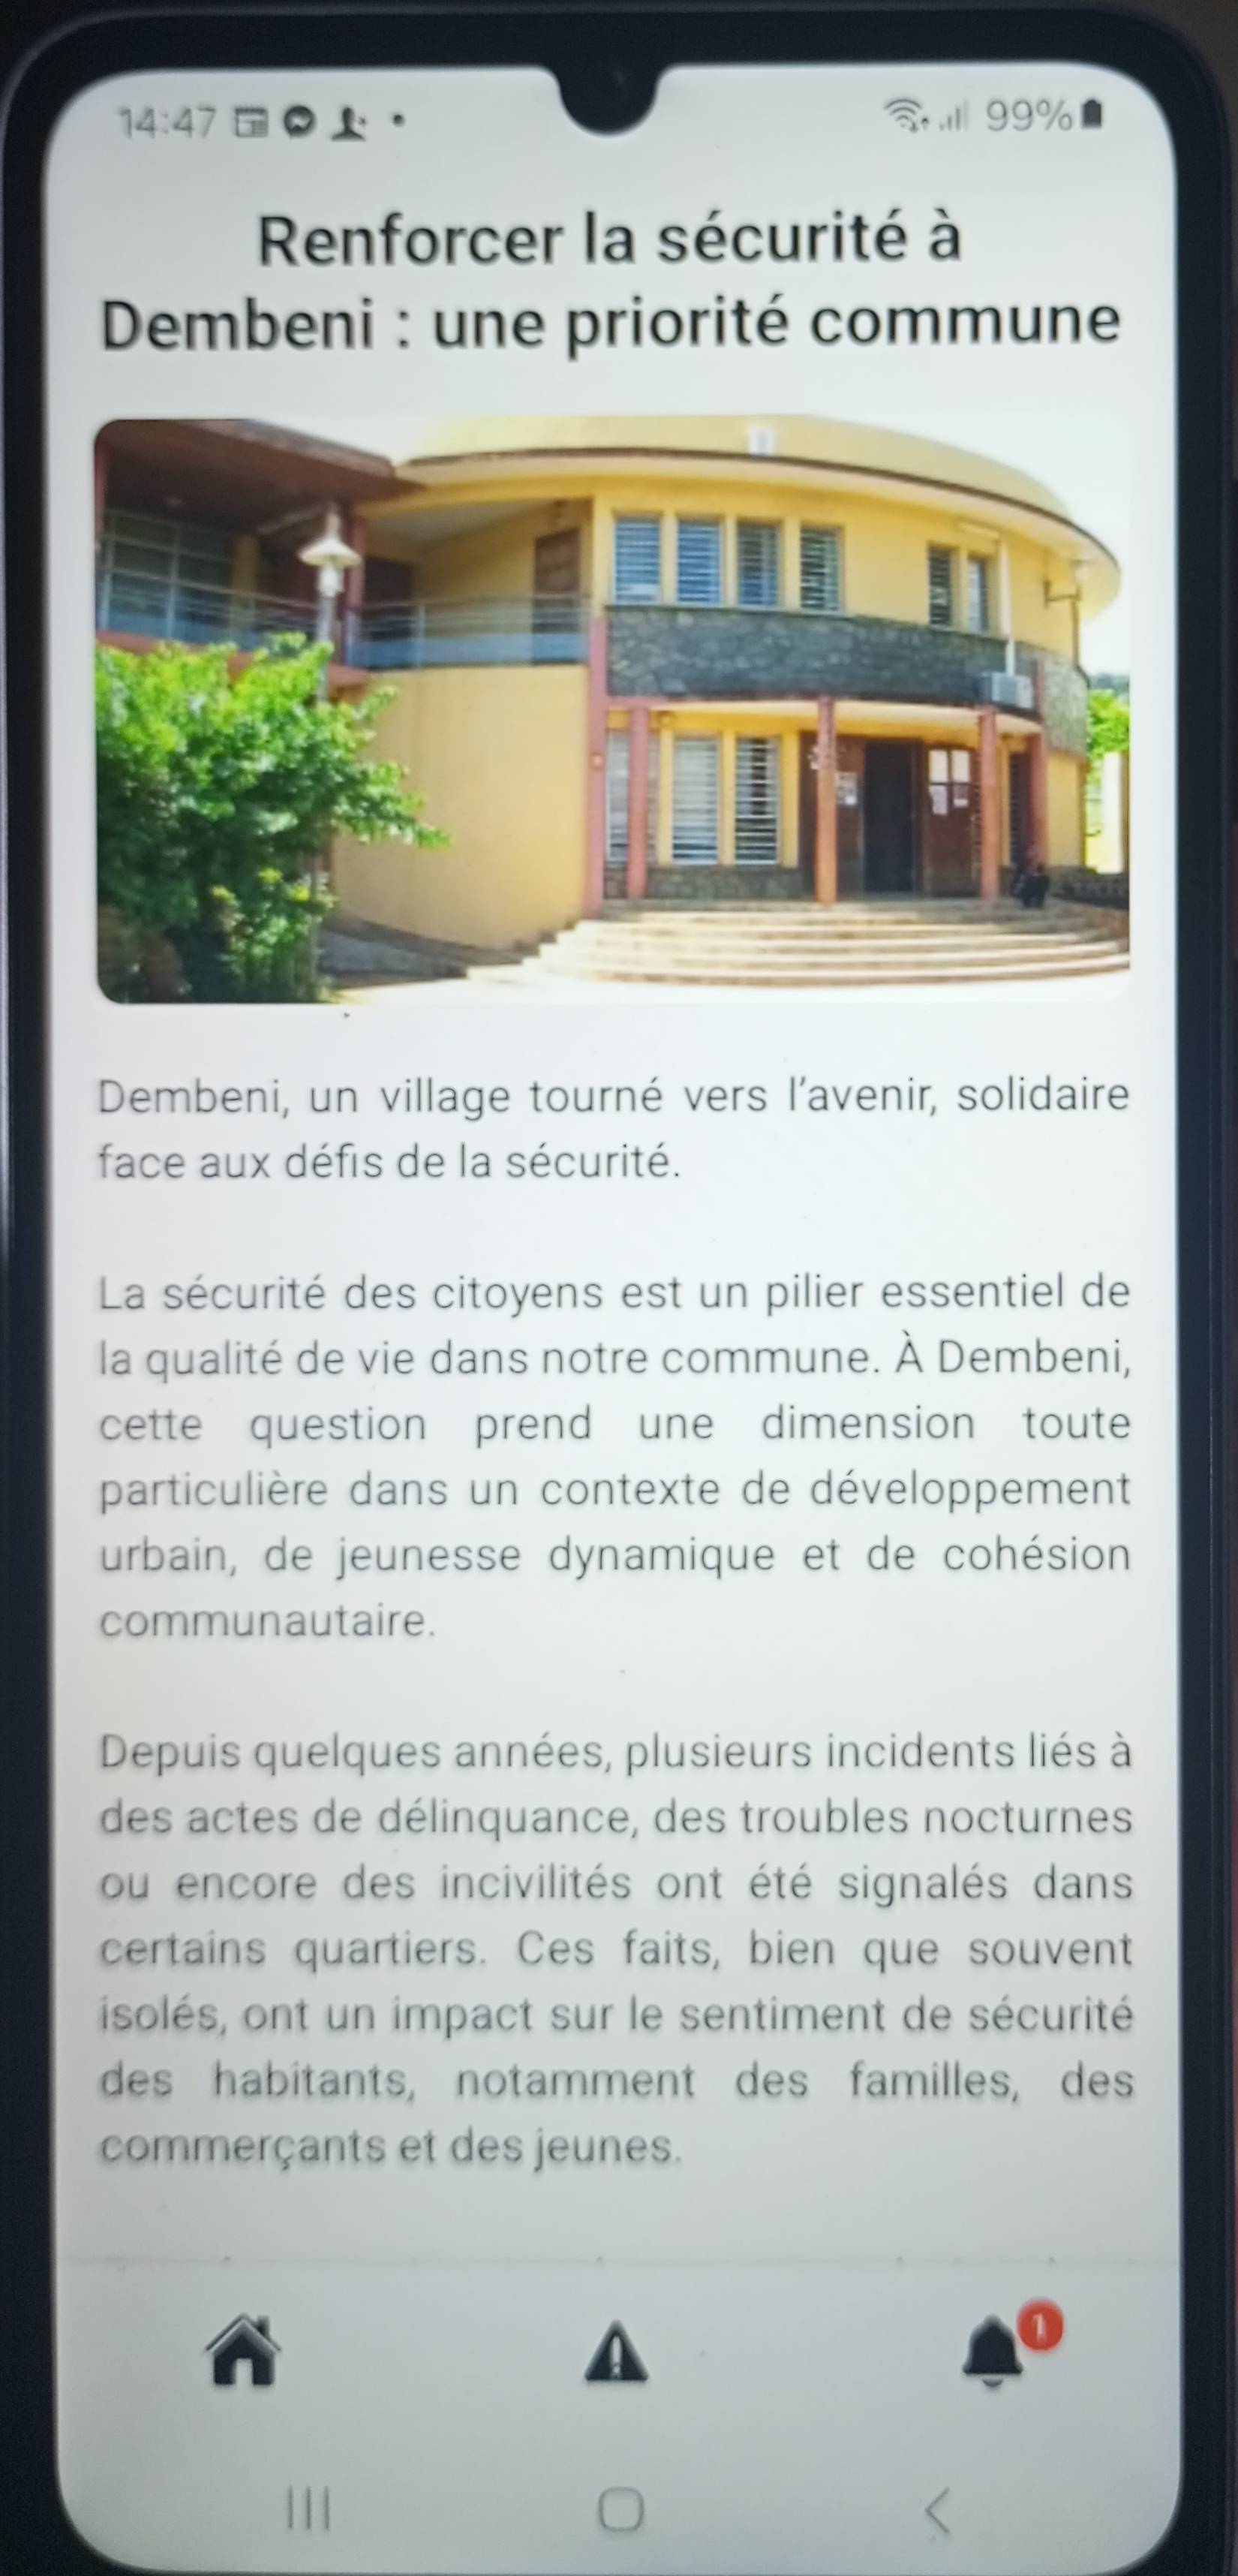 14:47
99%
Renforcer la sécurité à
Dembeni : une priorité commune
Dembeni, un village tourné vers l'avenir, solidaire
face aux défis de la sécurité.
La sécurité des citoyens est un pilier essentiel de
la qualité de vie dans notre commune. À Dembeni,
cette question prend une dimension toute
particulière dans un contexte de développement
urbain, de jeunesse dynamique et de cohésion
communautaire.
Depuis quelques années, plusieurs incidents liés à
des actes de délinquance, des troubles nocturnes
ou encore des incivilités ont été signalés dans
certains quartiers. Ces faits, bien que souvent
isolés, ont un impact sur le sentiment de sécurité
des habitants, notamment des familles, des
commerçants et des jeunes.
1